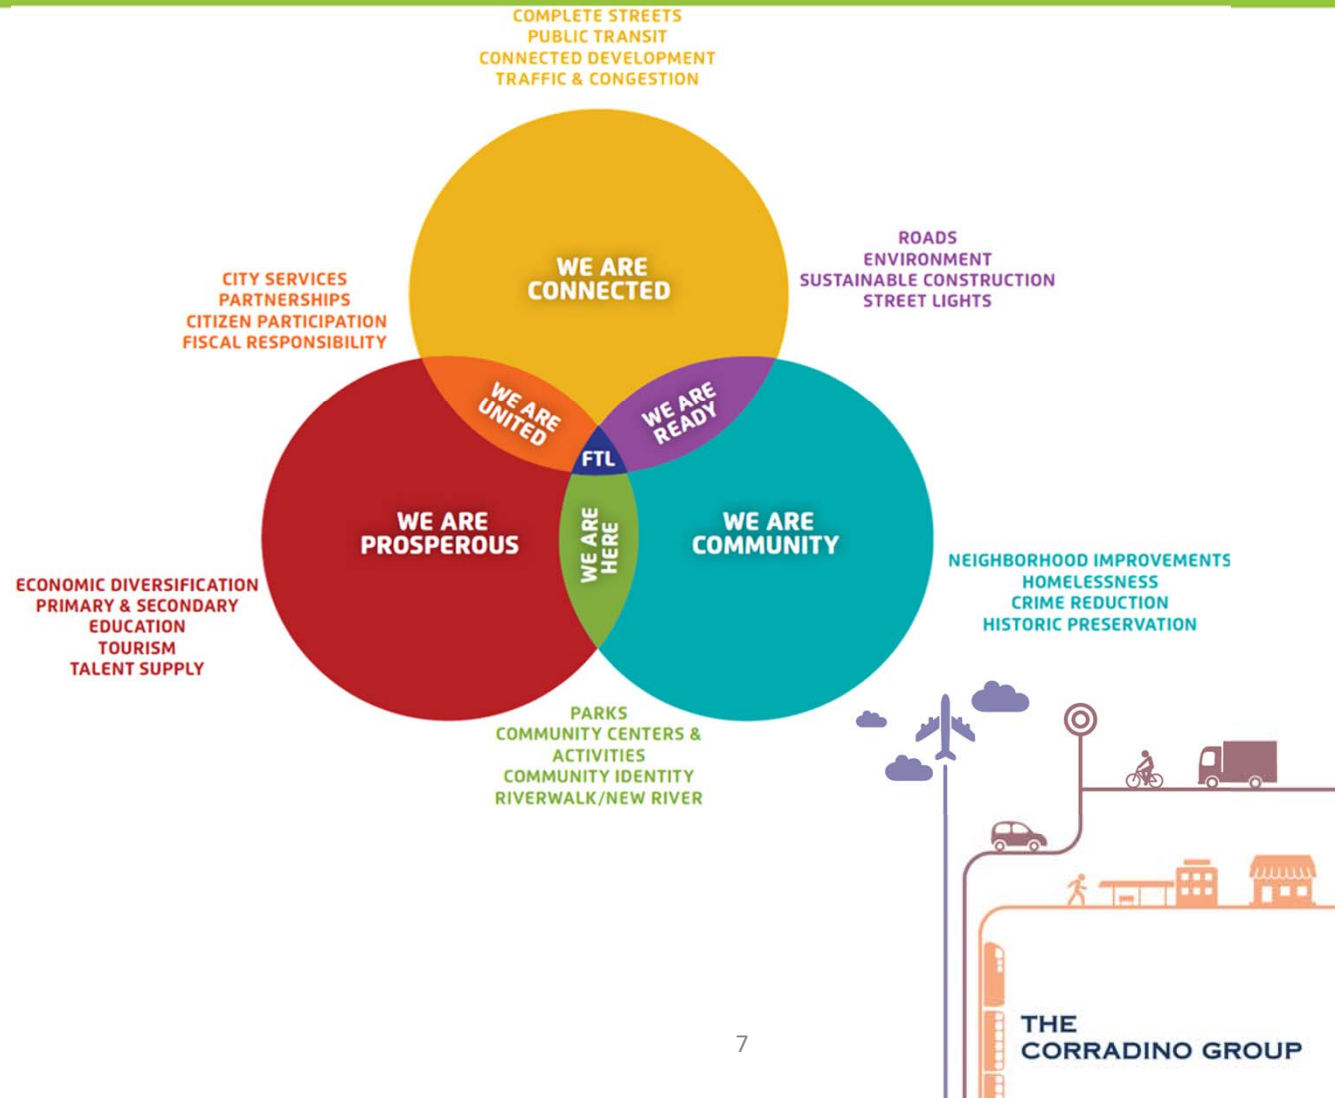 COMPLETE STREETS
PUBLIC TRANSIT
CONNECTED DEVELOPMENT
TRAFFIC & CONGESTION
WE ARE
CONNECTED
ROADS
ENVIRONMENT
SUSTAINABLE CONSTRUCTION
STREET LIGHTS
CITY SERVICES
PARTNERSHIPS
CITIZEN PARTICIPATION
FISCAL RESPONSIBILITY
WE ARE
UNITED
WE ARE
READY
FTL
WE ARE
PROSPEROUS
WE ARE
HERE
WE ARE
COMMUNITY
NEIGHBORHOOD IMPROVEMENTS
HOMELESSNESS
CRIME REDUCTION
HISTORIC PRESERVATION
ECONOMIC DIVERSIFICATION
PRIMARY & SECONDARY
EDUCATION
TOURISM
TALENT SUPPLY
PARKS
COMMUNITY CENTERS &
ACTIVITIES
COMMUNITY IDENTITY
RIVERWALK/NEW RIVER
THE
CORRADINO GROUP
7